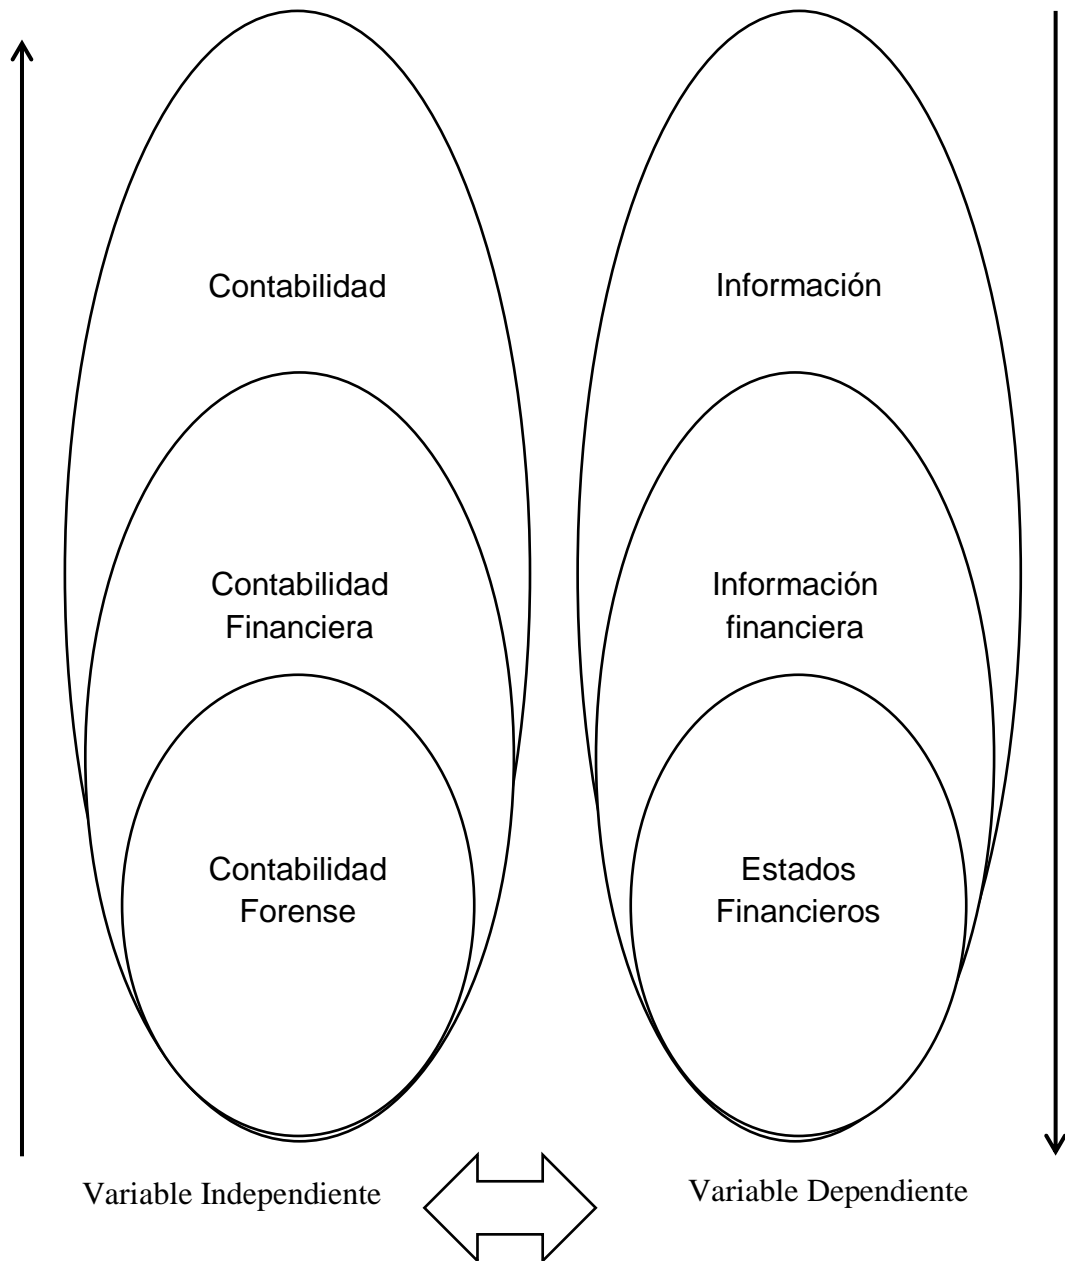 Contabilidad
Información
Contabilidad
Financiera
Información
financiera
Contabilidad
Forense
Estados
Financieros
Variable Independiente
Variable Dependiente